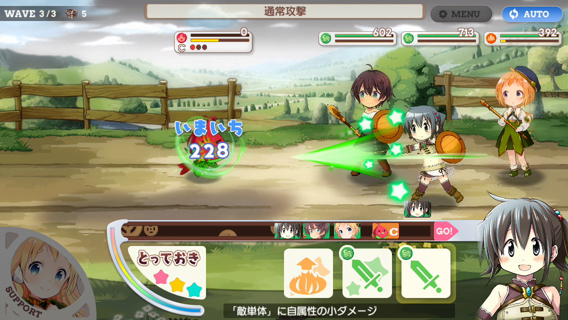 WAVE 3/3
5
通常攻撃
MENU
AUTO
0
C
602
713
392
いまいち
228
C
GO!
とっておき
SUPPORT
「敵単体」に自属性の小ダメージ